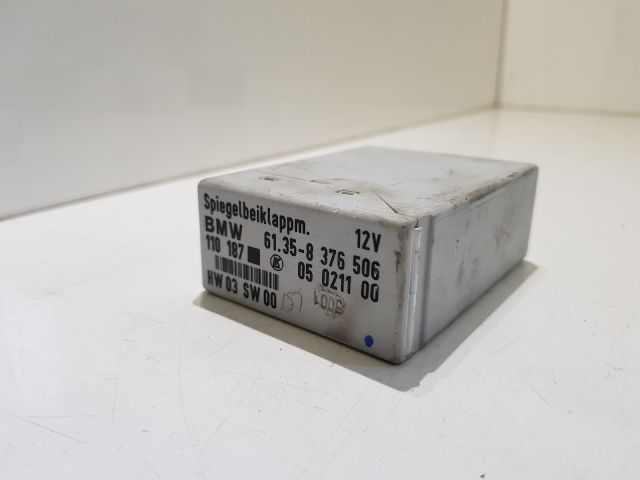 Spiegelbeiklappm. 12V
BMW 61.35-8 376 506
110 187 05 0211 00
HW 03 SW 00